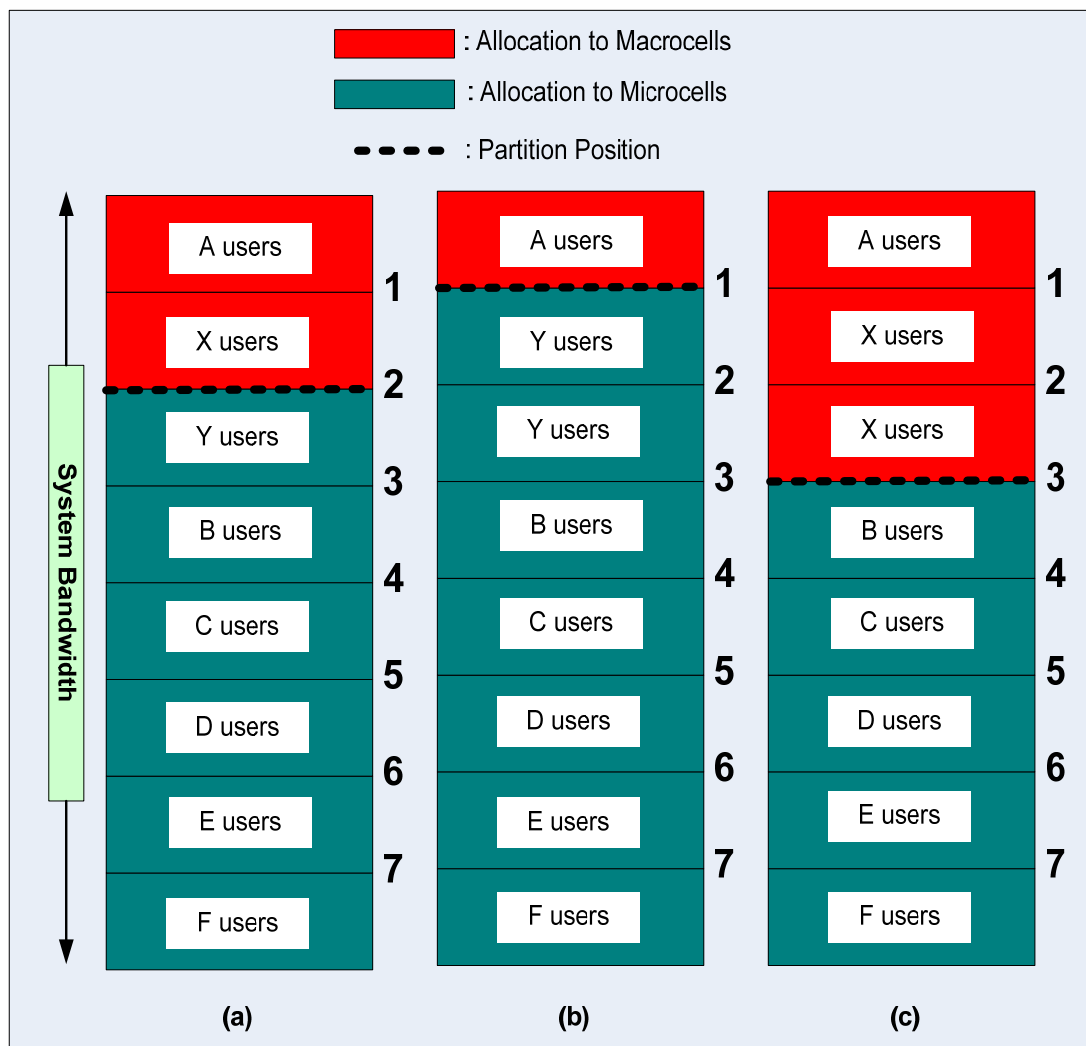 : Allocation to Macrocells
: Allocation to Microcells
: Partition Position
System Bandwidth
A users
1
X users
2
Y users
3
B users
4
C users
5
D users
6
E users
7
F users
(a)
A users
1
Y users
2
Y users
3
B users
4
C users
5
D users
6
E users
7
F users
(b)
A users
1
X users
2
X users
3
B users
4
C users
5
D users
6
E users
7
F users
(c)